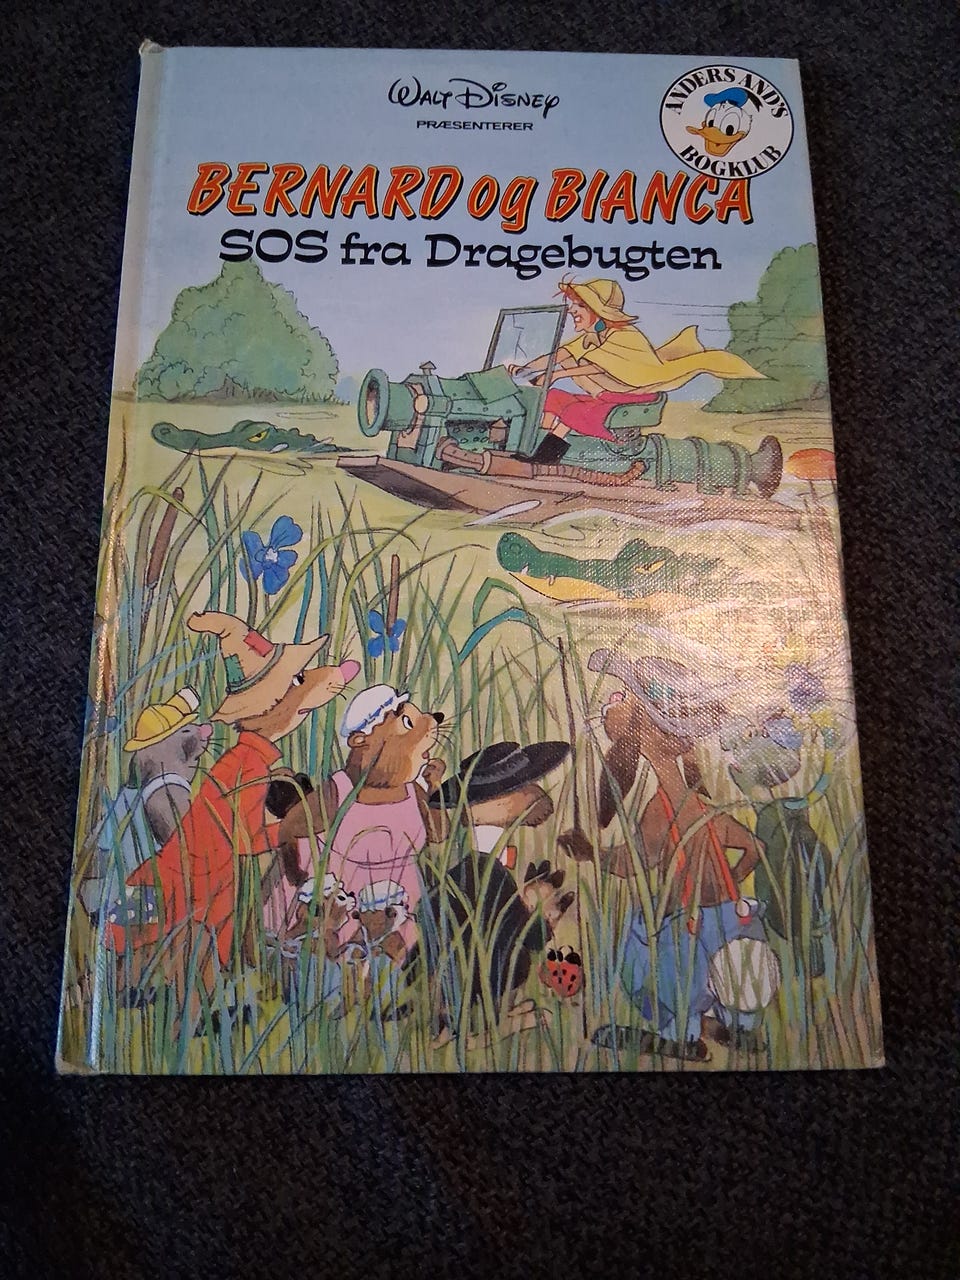 Walt Disney
PRÆSENTERER
ANDERS AND'S
BOGKLUB
BERNARD og BIANCA
SOS fra Dragebugten